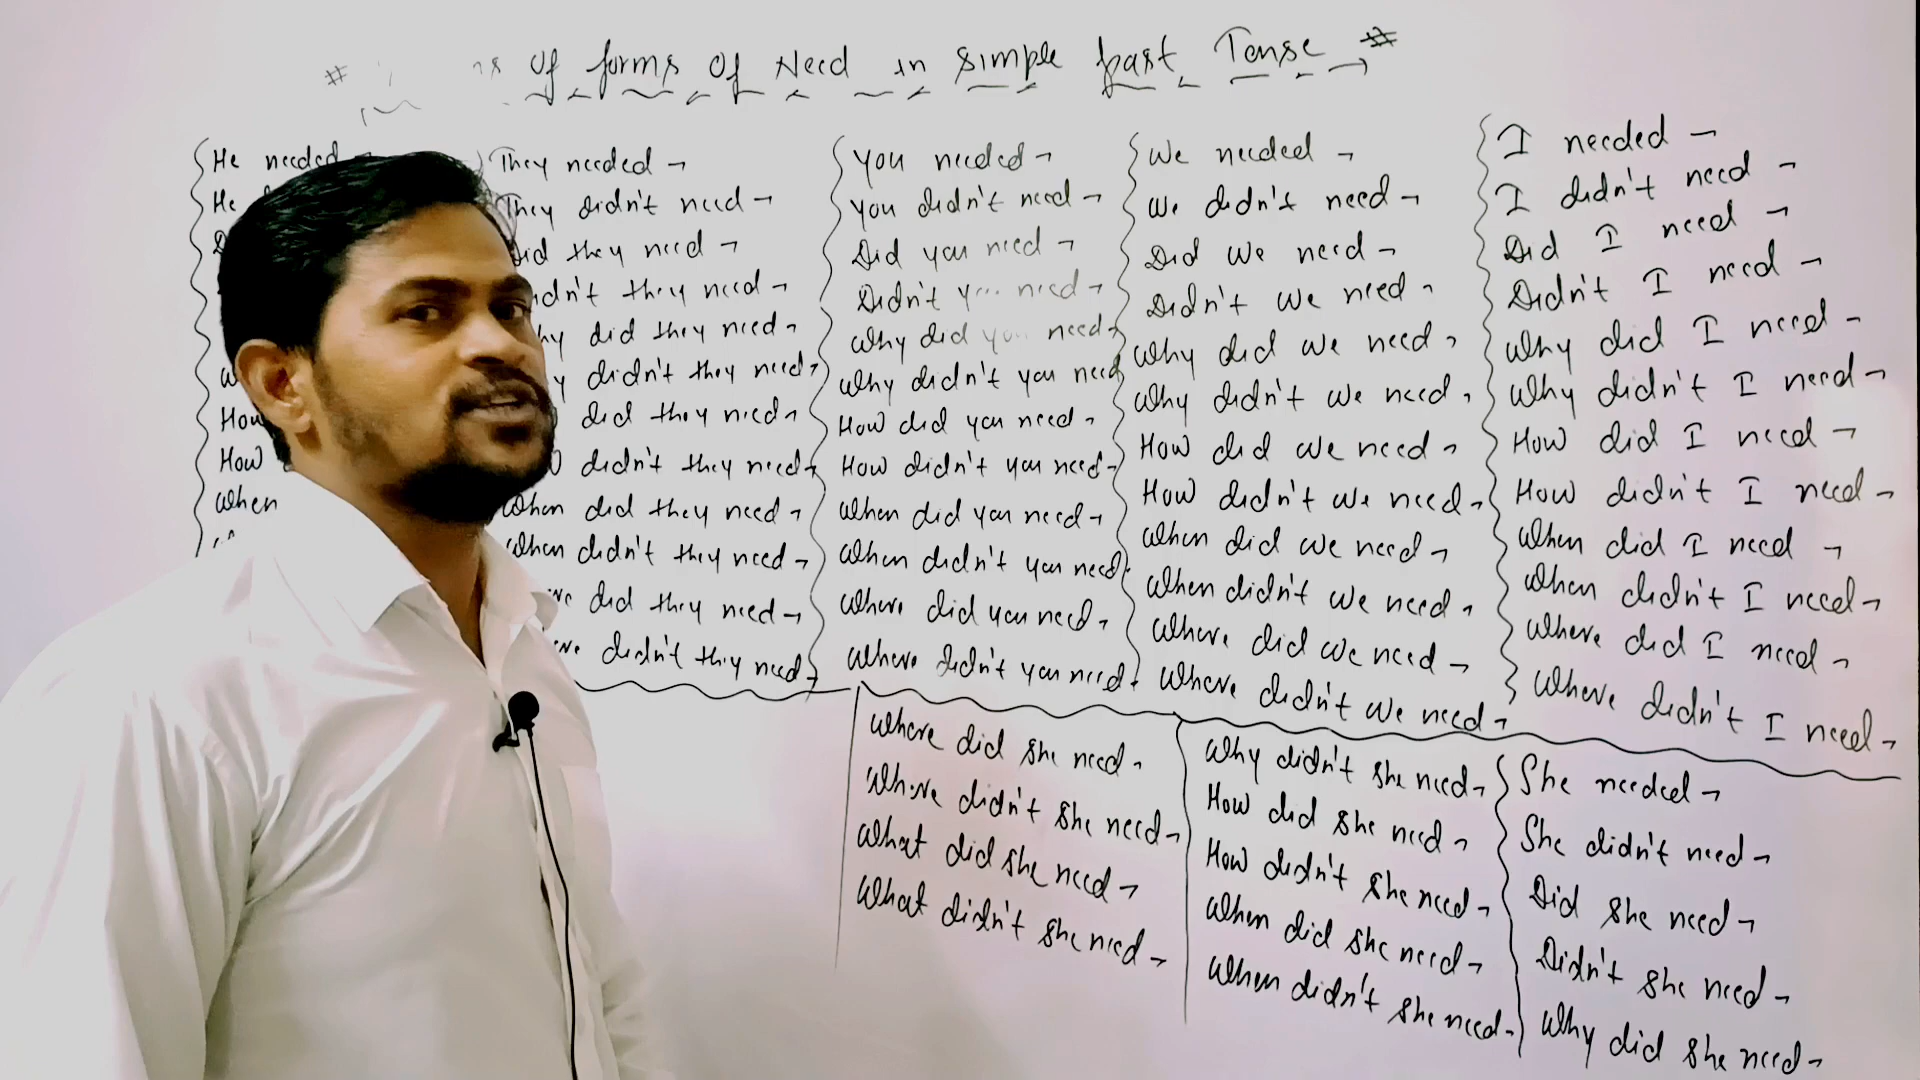 # Of forms Of Need in simple past Tense #
He needed
He
How
How
When
They needed
They didn't need
Did they need
didn't they need
did they need
didn't they need
did they need
didn't they need
When did they need
When didn't they need
did they need
didn't they need
You needed
You didn't need
Did you need
Didn't need
Why did need
Why didn't you need
How did you need
How didn't you need
When did you need
When didn't you need
Where did you need
Where didn't you need
We needed
We didn't need
Did we need
Didn't we need
Why did we need
Why didn't we need
How did we need
How didn't we need
When did we need
When didn't we need
Where did we need
Where didn't we need
I needed
I didn't need
Did I need
Didn't I need
Why did I need
Why didn't I need
How did I need
How didn't I need
When did I need
When didn't I need
Where did I need
Where didn't I need
Where did she need
Where didn't she need
What did she need
What didn't she need
Why didn't she need
How did she need
How didn't she need
When did she need
When didn't she need
She needed
She didn't need
Did she need
Didn't she need
Why did she need